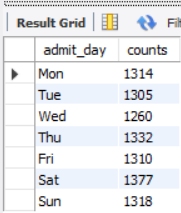 Result Grid Fil
admit_day counts
Mon 1314
Tue 1305
Wed 1260
Thu 1332
Fri 1310
Sat 1377
Sun 1318